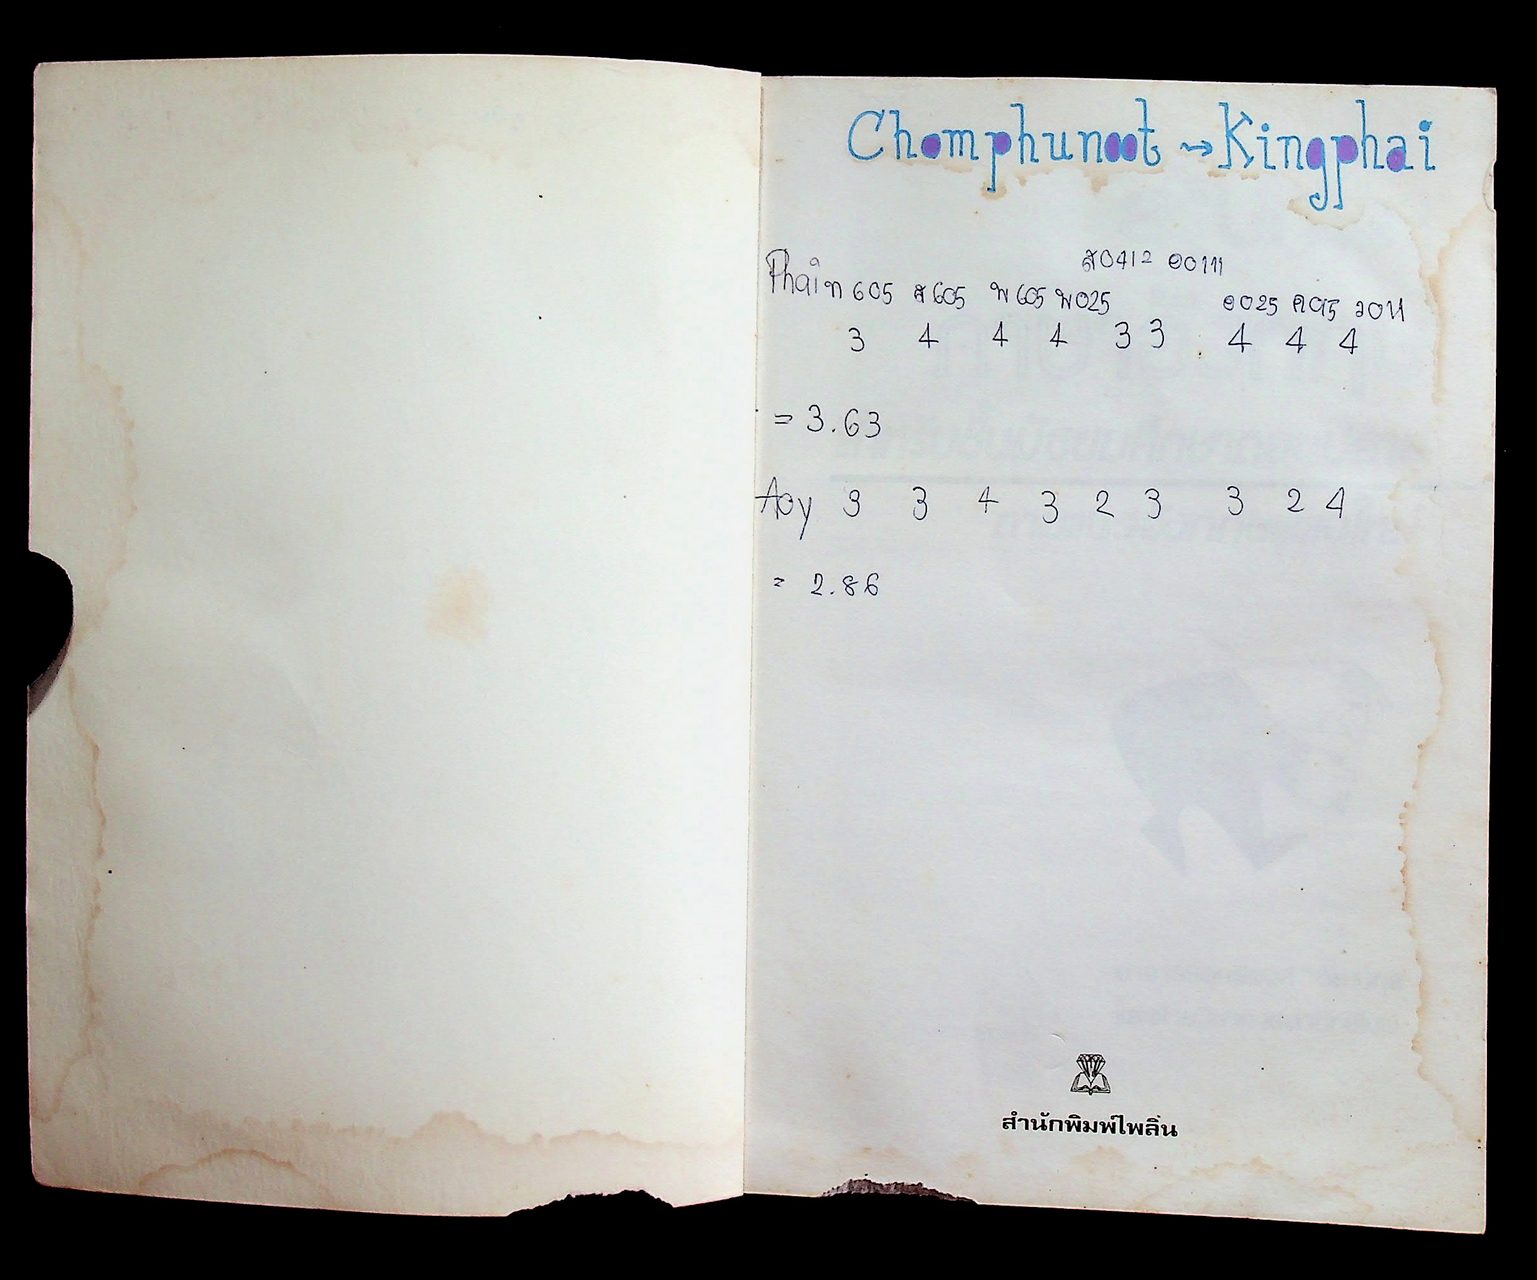 Chomphunoot → Kingphai
ส0412 อ0111
Phai ท605 ส605 พ605 พ025 อ025 ค015 ว011
3 4 4 4 3 3 4 4 4
= 3.63
Aoy 3 3 4 3 2 3 3 2 4
= 2.86
สำนักพิมพ์ไพลิน